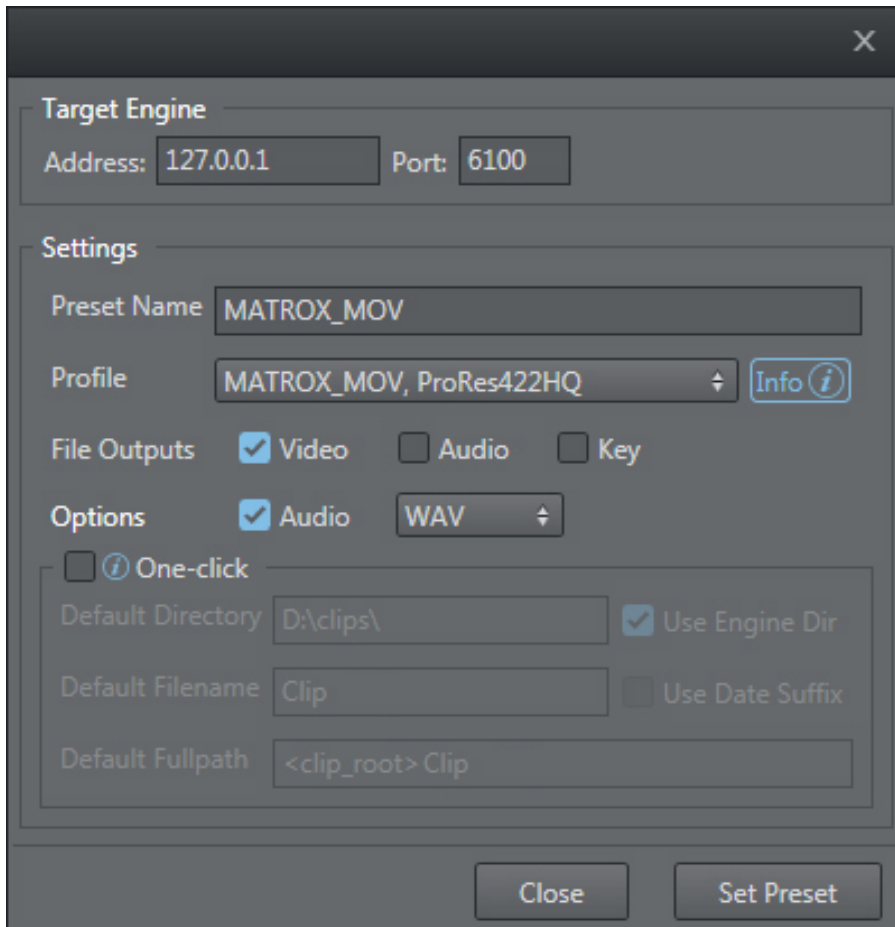 Target Engine
Address: 127.0.0.1 Port: 6100
Settings
Preset Name MATROX_MOV
Profile MATROX_MOV, ProRes422HQ Info i
File Outputs Video Audio Key
Options Audio WAV
i One-click
Default Directory D:\clips\ Use Engine Dir
Default Filename Clip Use Date Suffix
Default Fullpath <clip_root> Clip
Close Set Preset